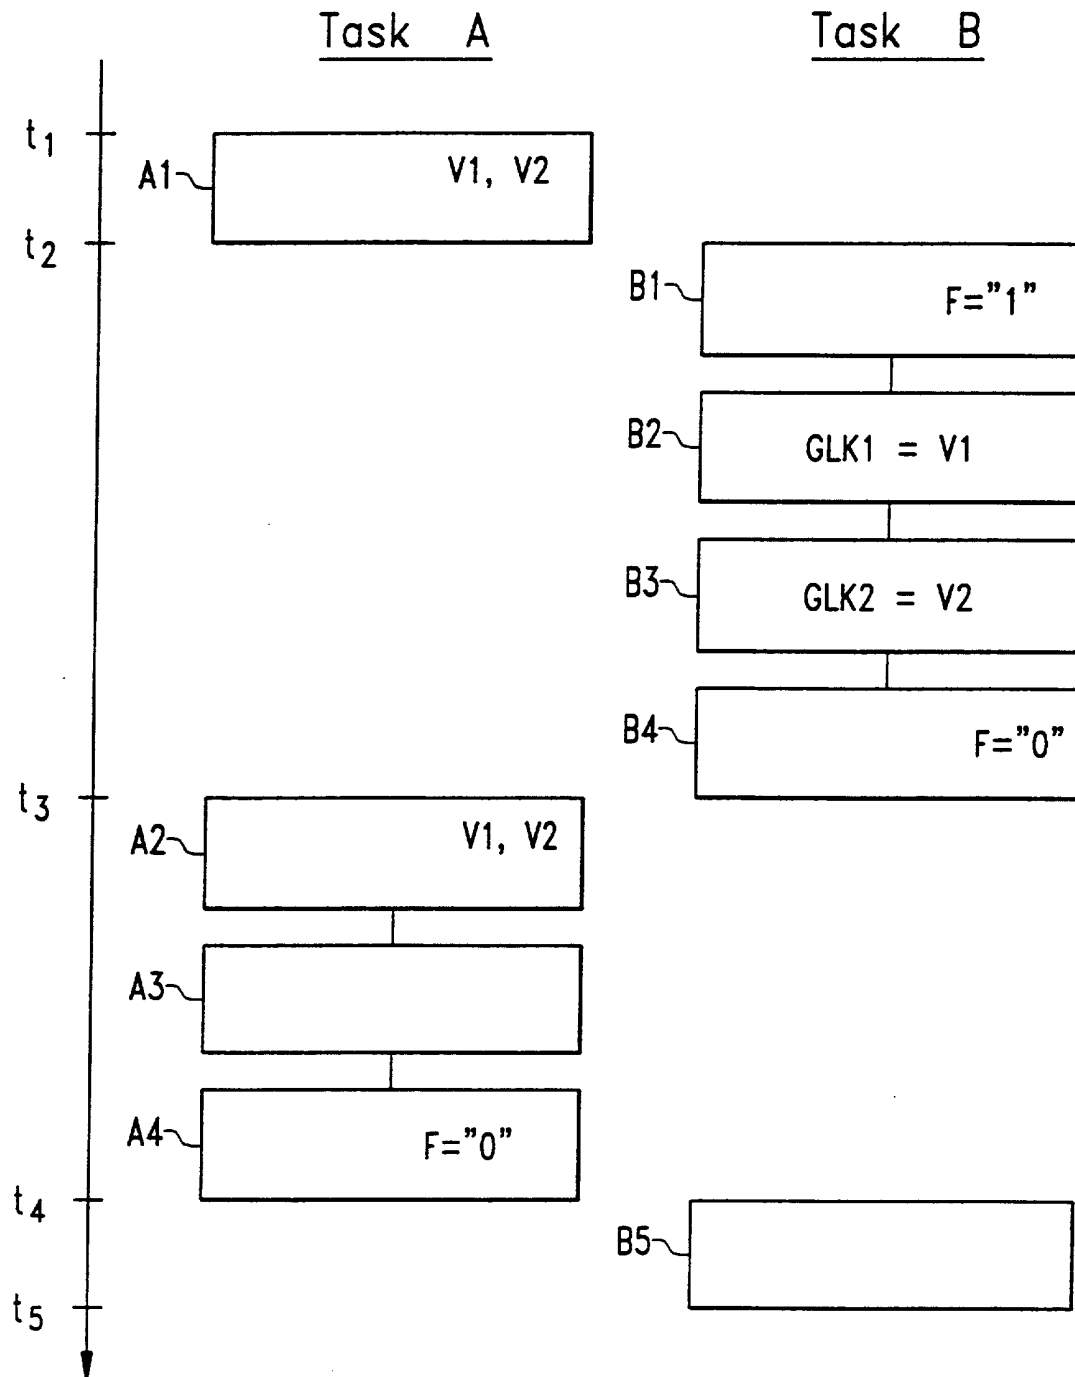 Task A Task B
t1
A1 V1, V2
t2
B1 F="1"
B2 GLK1 = V1
B3 GLK2 = V2
B4 F="0"
t3
A2 V1, V2
A3
A4 F="0"
t4
B5
t5